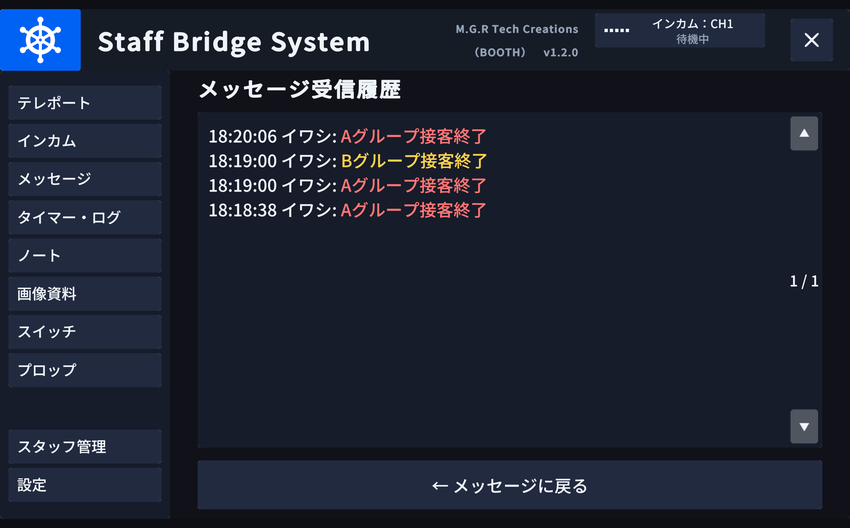 Staff Bridge System
M.G.R Tech Creations
（BOOTH） v1.2.0
インカム：CH1
待機中
テレポート
インカム
メッセージ
タイマー・ログ
ノート
画像資料
スイッチ
プロップ
スタッフ管理
設定
メッセージ受信履歴
18:20:06 イワシ: Aグループ接客終了
18:19:00 イワシ: Bグループ接客終了
18:19:00 イワシ: Aグループ接客終了
18:18:38 イワシ: Aグループ接客終了
1 / 1
← メッセージに戻る